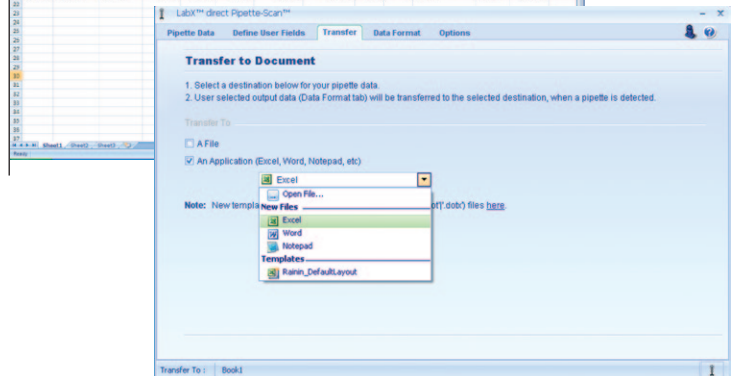 LabX™ direct Pipette-Scan™
Pipette Data Define User Fields Transfer Data Format Options
Transfer to Document
1. Select a destination below for your pipette data.
2. User selected output data (Data Format tab) will be transferred to the selected destination, when a pipette is detected.
Transfer To
A File
An Application (Excel, Word, Notepad, etc)
Excel
Open File...
Note: New templa ot'('.dotx') files here.
New Files
Excel
Word
Notepad
Templates
Rainin_DefaultLayout
Sheet1 Sheet2 Sheet3
Ready
Transfer To : Book1